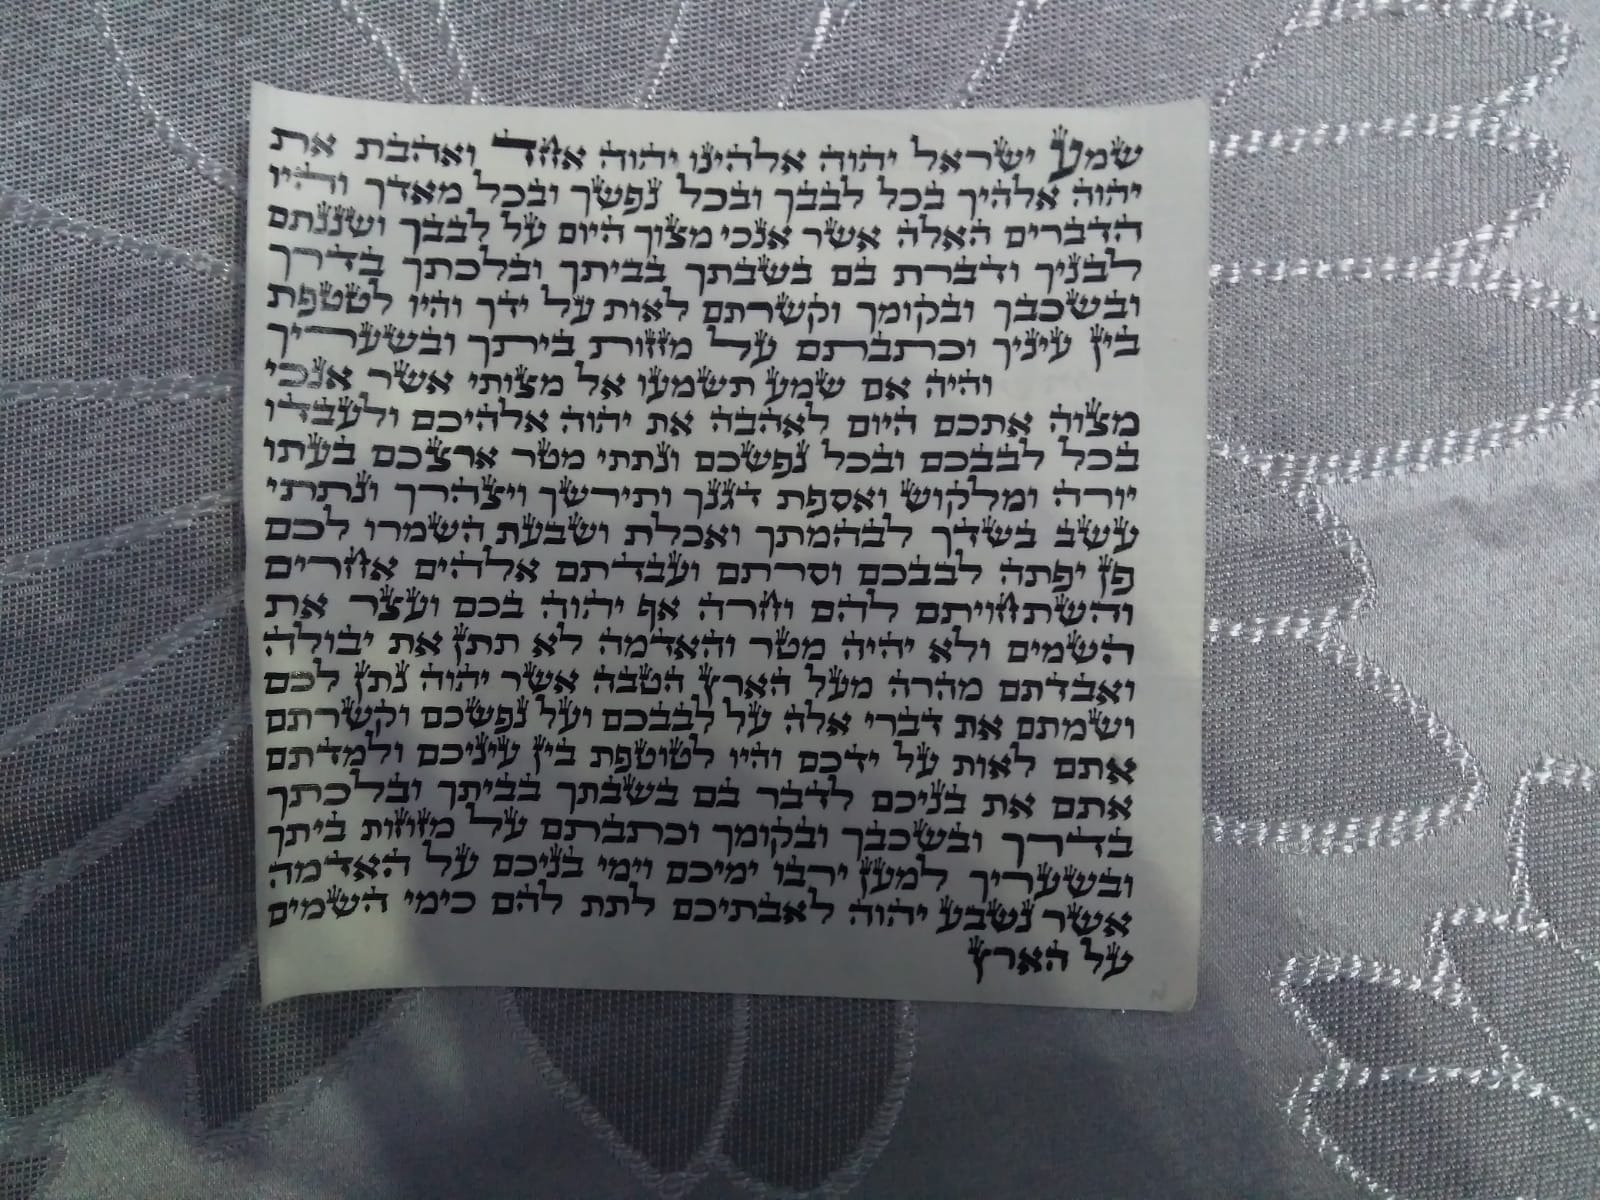 שמע ישראל יהוה אלהינו יהוה אחד ואהבת את
יהוה אלהיך בכל לבבך ובכל נפשך ובכל מאדך והיו
הדברים האלה אשר אנכי מצוך היום על לבבך ושננתם
לבניך ודברת בם בשבתך בביתך ובלכתך בדרך
ובשכבך ובקומך וקשרתם לאות על ידך והיו לטטפת
בין עיניך וכתבתם על מזזות ביתך ובשעריך
והיה אם שמע תשמעו אל מצותי אשר אנכי
מצוה אתכם היום לאהבה את יהוה אלהיכם ולעבדו
בכל לבבכם ובכל נפשכם ונתתי מטר ארצכם בעתו
יורה ומלקוש ואספת דגנך ותירשך ויצהרך ונתתי
עשב בשדך לבהמתך ואכלת ושבעת השמרו לכם
פן יפתה לבבכם וסרתם ועבדתם אלהים אחרים
והשתחויתם להם וחרה אף יהוה בכם ועצר את
השמים ולא יהיה מטר והאדמה לא תתן את יבולה
ואבדתם מהרה מעל הארץ הטבה אשר יהוה נתן לכם
ושמתם את דברי אלה על לבבכם ועל נפשכם וקשרתם
אתם לאות על ידכם והיו לטוטפת בין עיניכם ולמדתם
אתם את בניכם לדבר בם בשבתך בביתך ובלכתך
בדרך ובשכבך ובקומך וכתבתם על מזוזות ביתך
ובשעריך למען ירבו ימיכם וימי בניכם על האדמה
אשר נשבע יהוה לאבתיכם לתת להם כימי השמים
על הארץ